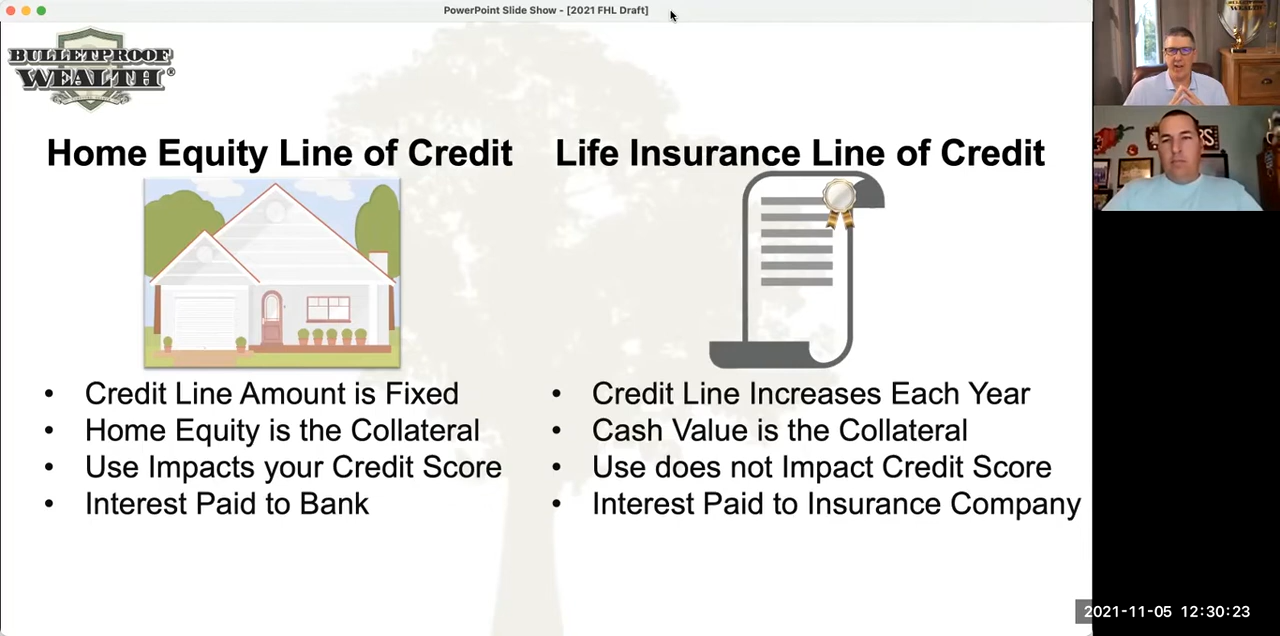 PowerPoint Slide Show - [2021 FHL Draft]
BULLETPROOF
WEALTH®
Home Equity Line of Credit
Life Insurance Line of Credit
• Credit Line Amount is Fixed
• Home Equity is the Collateral
• Use Impacts your Credit Score
• Interest Paid to Bank
• Credit Line Increases Each Year
• Cash Value is the Collateral
• Use does not Impact Credit Score
• Interest Paid to Insurance Company
2021-11-05 12:30:23